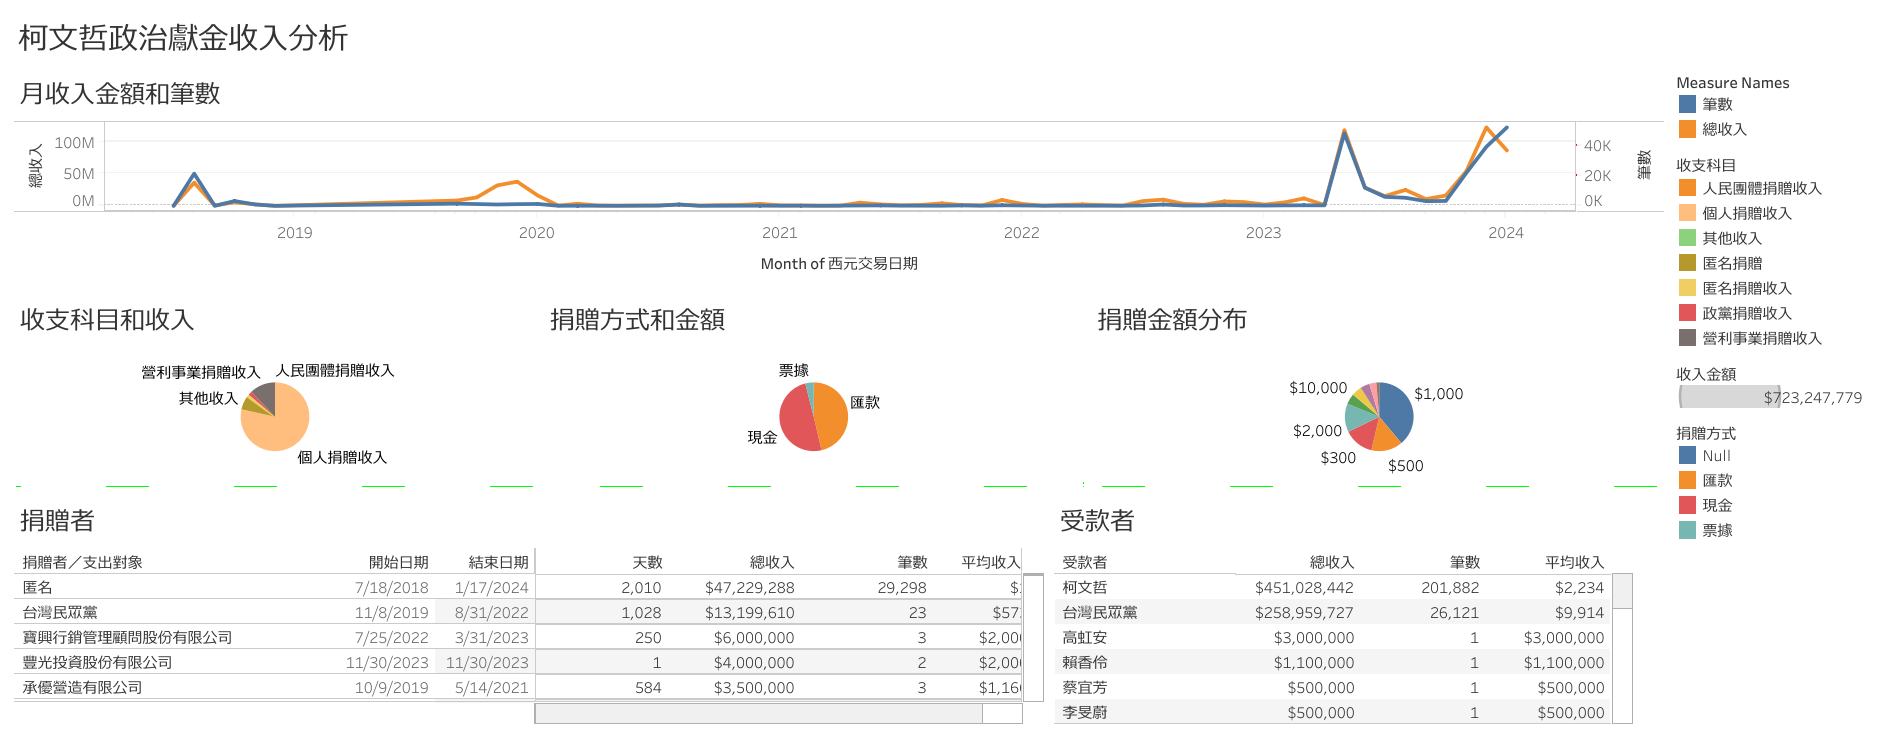 柯文哲政治獻金收入分析
月收入金額和筆數
總收入
100M
50M
0M
40K
20K
0K
筆數
2019 2020 2021 2022 2023 2024
Month of 西元交易日期
收支科目和收入
營利事業捐贈收入
人民團體捐贈收入
其他收入
個人捐贈收入
捐贈方式和金額
票據
匯款
現金
捐贈金額分布
$10,000
$1,000
$2,000
$300
$500
捐贈者
捐贈者／支出對象 開始日期 結束日期 天數 總收入 筆數 平均收入
匿名 7/18/2018 1/17/2024 2,010 $47,229,288 29,298
台灣民眾黨 11/8/2019 8/31/2022 1,028 $13,199,610 23
寶興行銷管理顧問股份有限公司 7/25/2022 3/31/2023 250 $6,000,000 3
豐光投資股份有限公司 11/30/2023 11/30/2023 1 $4,000,000 2
承優營造有限公司 10/9/2019 5/14/2021 584 $3,500,000 3
受款者
受款者 總收入 筆數 平均收入
柯文哲 $451,028,442 201,882 $2,234
台灣民眾黨 $258,959,727 26,121 $9,914
高虹安 $3,000,000 1 $3,000,000
賴香伶 $1,100,000 1 $1,100,000
蔡宜芳 $500,000 1 $500,000
李旻蔚 $500,000 1 $500,000
Measure Names
筆數
總收入
收支科目
人民團體捐贈收入
個人捐贈收入
其他收入
匿名捐贈
匿名捐贈收入
政黨捐贈收入
營利事業捐贈收入
收入金額
$723,247,779
捐贈方式
Null
匯款
現金
票據